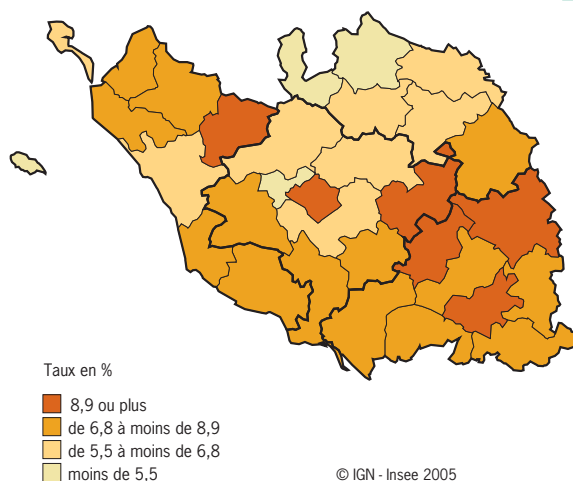 Taux en %
8,9 ou plus
de 6,8 à moins de 8,9
de 5,5 à moins de 6,8
moins de 5,5
© IGN - Insee 2005